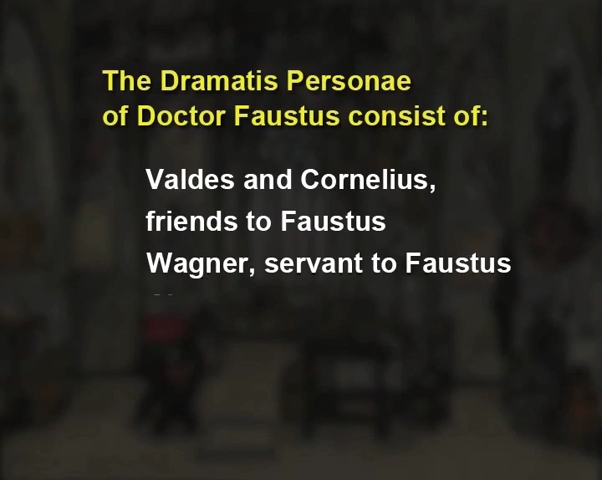 The Dramatis Personae
of Doctor Faustus consist of:
Valdes and Cornelius,
friends to Faustus
Wagner, servant to Faustus